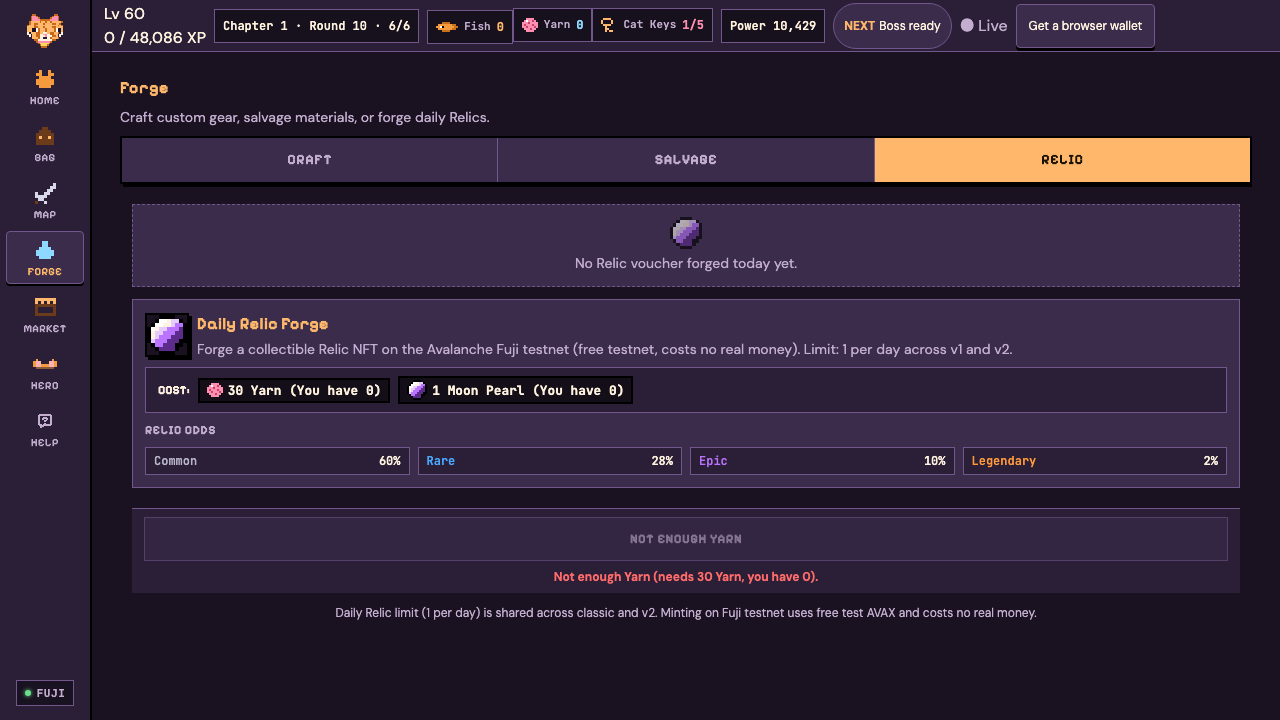 Lv 60
0 / 48,086 XP
Chapter 1 · Round 10 · 6/6
Fish 0
Yarn 0
Cat Keys 1/5
Power 10,429
NEXT Boss ready
Live
Get a browser wallet
HOME
BAG
MAP
FORGE
MARKET
HERO
HELP
FUJI
Forge
Craft custom gear, salvage materials, or forge daily Relics.
CRAFT
SALVAGE
RELIC
No Relic voucher forged today yet.
Daily Relic Forge
Forge a collectible Relic NFT on the Avalanche Fuji testnet (free testnet, costs no real money). Limit: 1 per day across v1 and v2.
COST:
30 Yarn (You have 0)
1 Moon Pearl (You have 0)
RELIC ODDS
Common 60%
Rare 28%
Epic 10%
Legendary 2%
NOT ENOUGH YARN
Not enough Yarn (needs 30 Yarn, you have 0).
Daily Relic limit (1 per day) is shared across classic and v2. Minting on Fuji testnet uses free test AVAX and costs no real money.